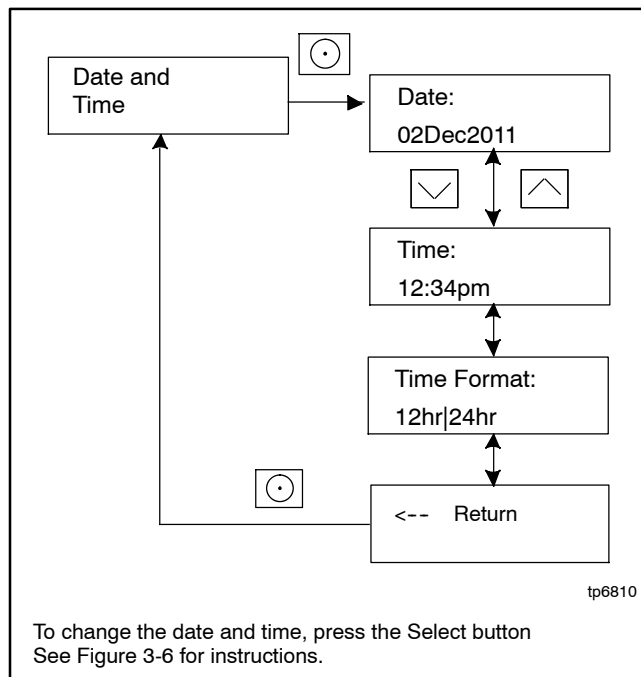 Date and
Time
Date:
02Dec2011
Time:
12:34pm
Time Format:
12hr|24hr
<-- Return
tp6810
To change the date and time, press the Select button
See Figure 3-6 for instructions.